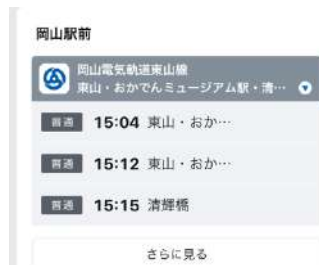 岡山駅前
岡山電気軌道東山線
東山・おかでんミュージアム駅・清…
普通 15:04 東山・おか…
普通 15:12 東山・おか…
普通 15:15 清輝橋
さらに見る